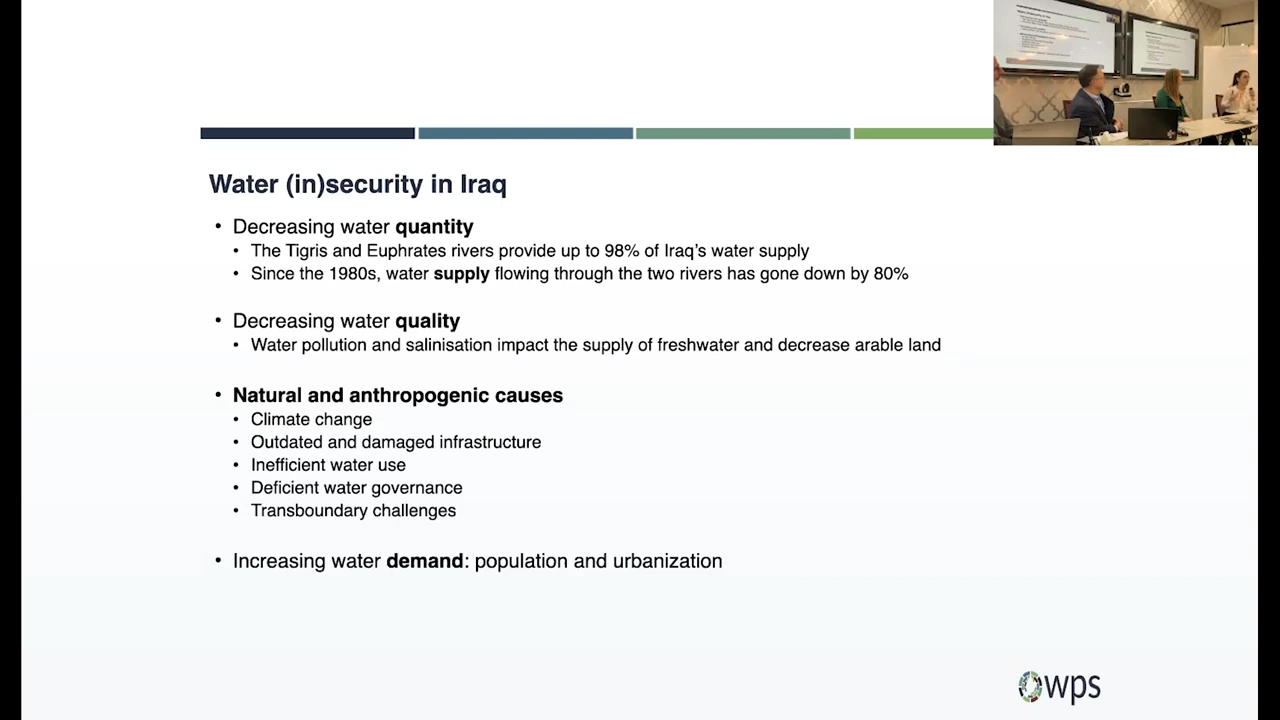 Water (in)security in Iraq
• Decreasing water quantity
• The Tigris and Euphrates rivers provide up to 98% of Iraq's water supply
• Since the 1980s, water supply flowing through the two rivers has gone down by 80%
• Decreasing water quality
• Water pollution and salinisation impact the supply of freshwater and decrease arable land
• Natural and anthropogenic causes
• Climate change
• Outdated and damaged infrastructure
• Inefficient water use
• Deficient water governance
• Transboundary challenges
• Increasing water demand: population and urbanization
wps